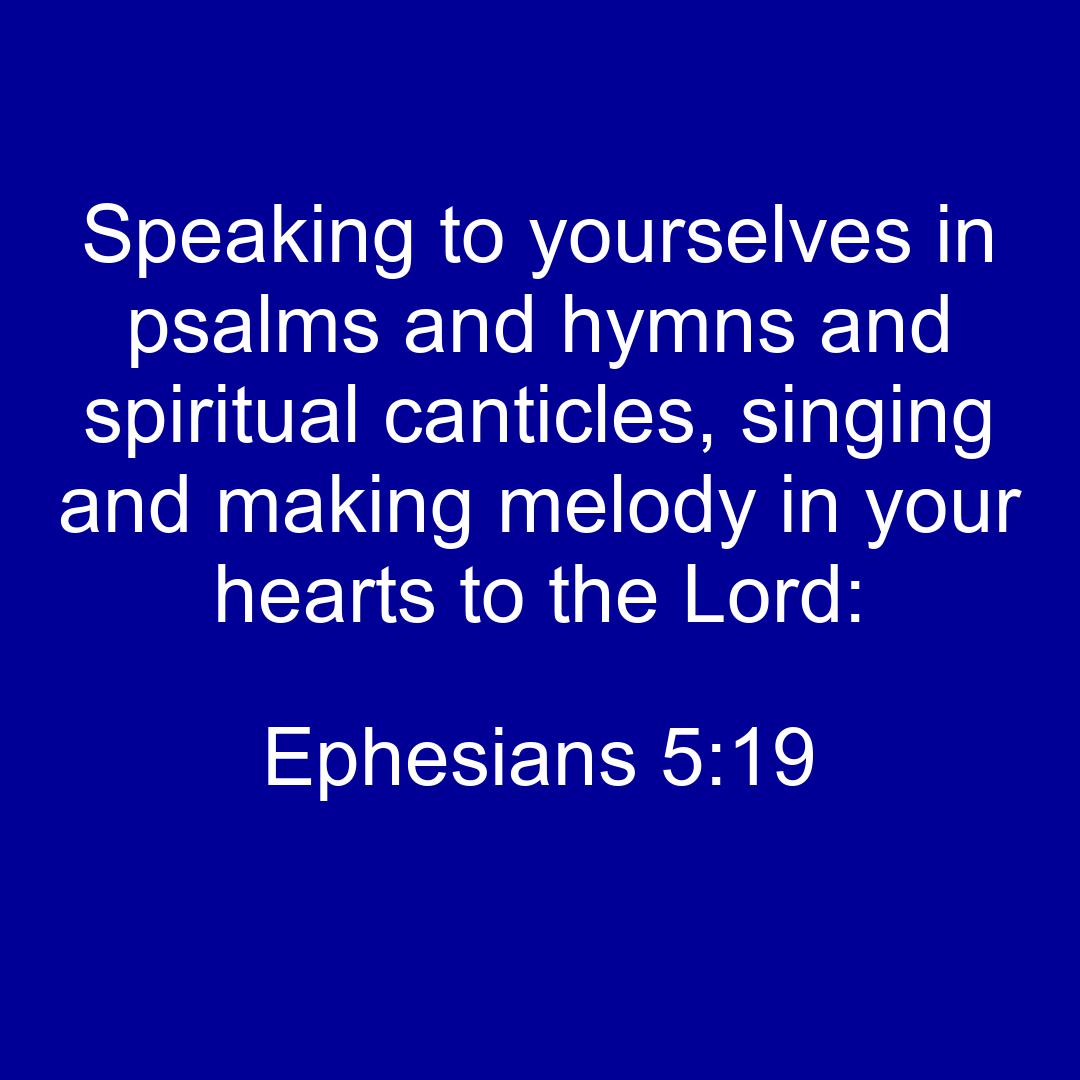 Speaking to yourselves in
psalms and hymns and
spiritual canticles, singing
and making melody in your
hearts to the Lord:
Ephesians 5:19